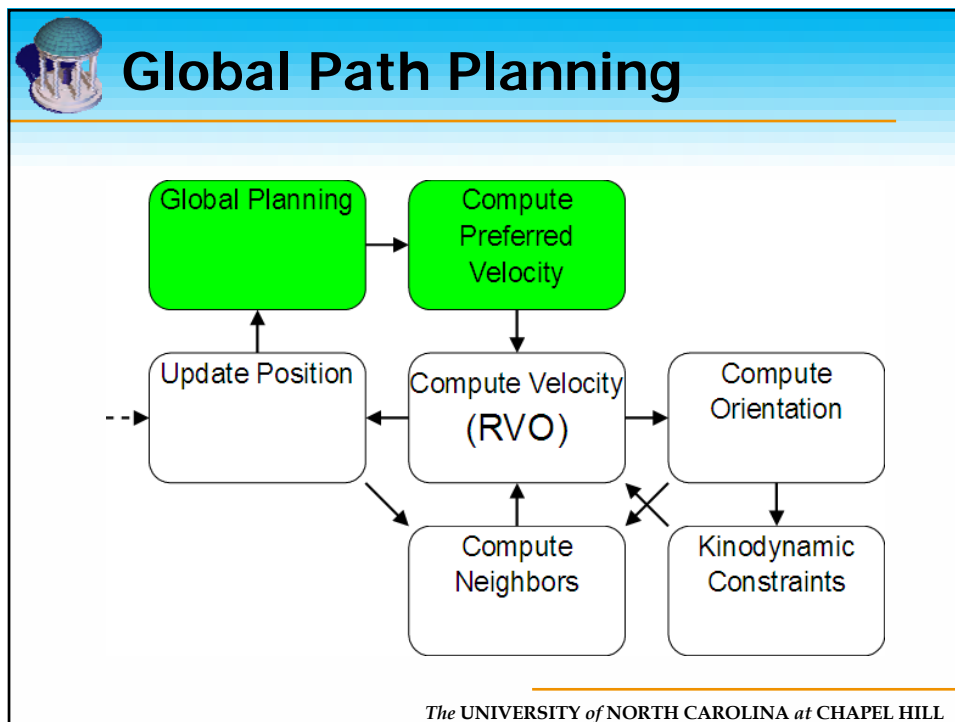 Global Path Planning
Global Planning
Compute
Preferred
Velocity
Update Position
Compute Velocity
(RVO)
Compute
Orientation
Compute
Neighbors
Kinodynamic
Constraints
The UNIVERSITY of NORTH CAROLINA at CHAPEL HILL